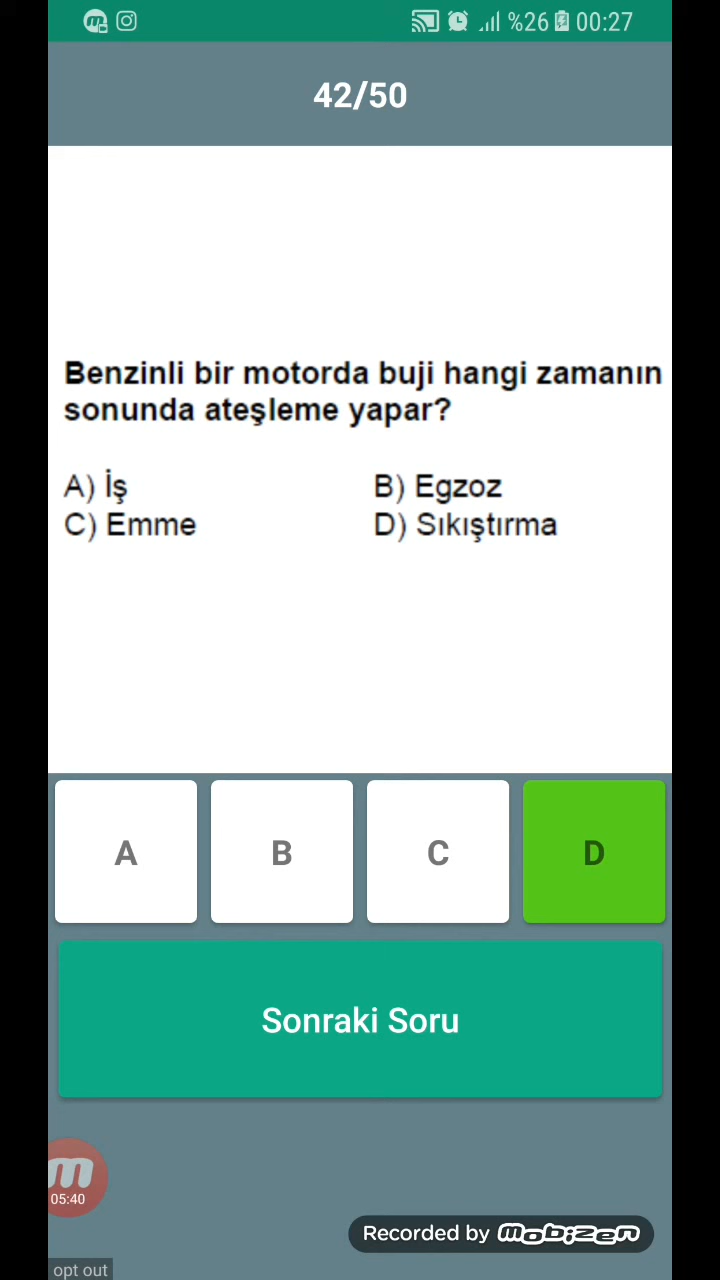 %26 00:27
42/50
Benzinli bir motorda buji hangi zamanın
sonunda ateşleme yapar?
A) İş B) Egzoz
C) Emme D) Sıkıştırma
A B C D
Sonraki Soru
05:40
Recorded by mobizen
opt out